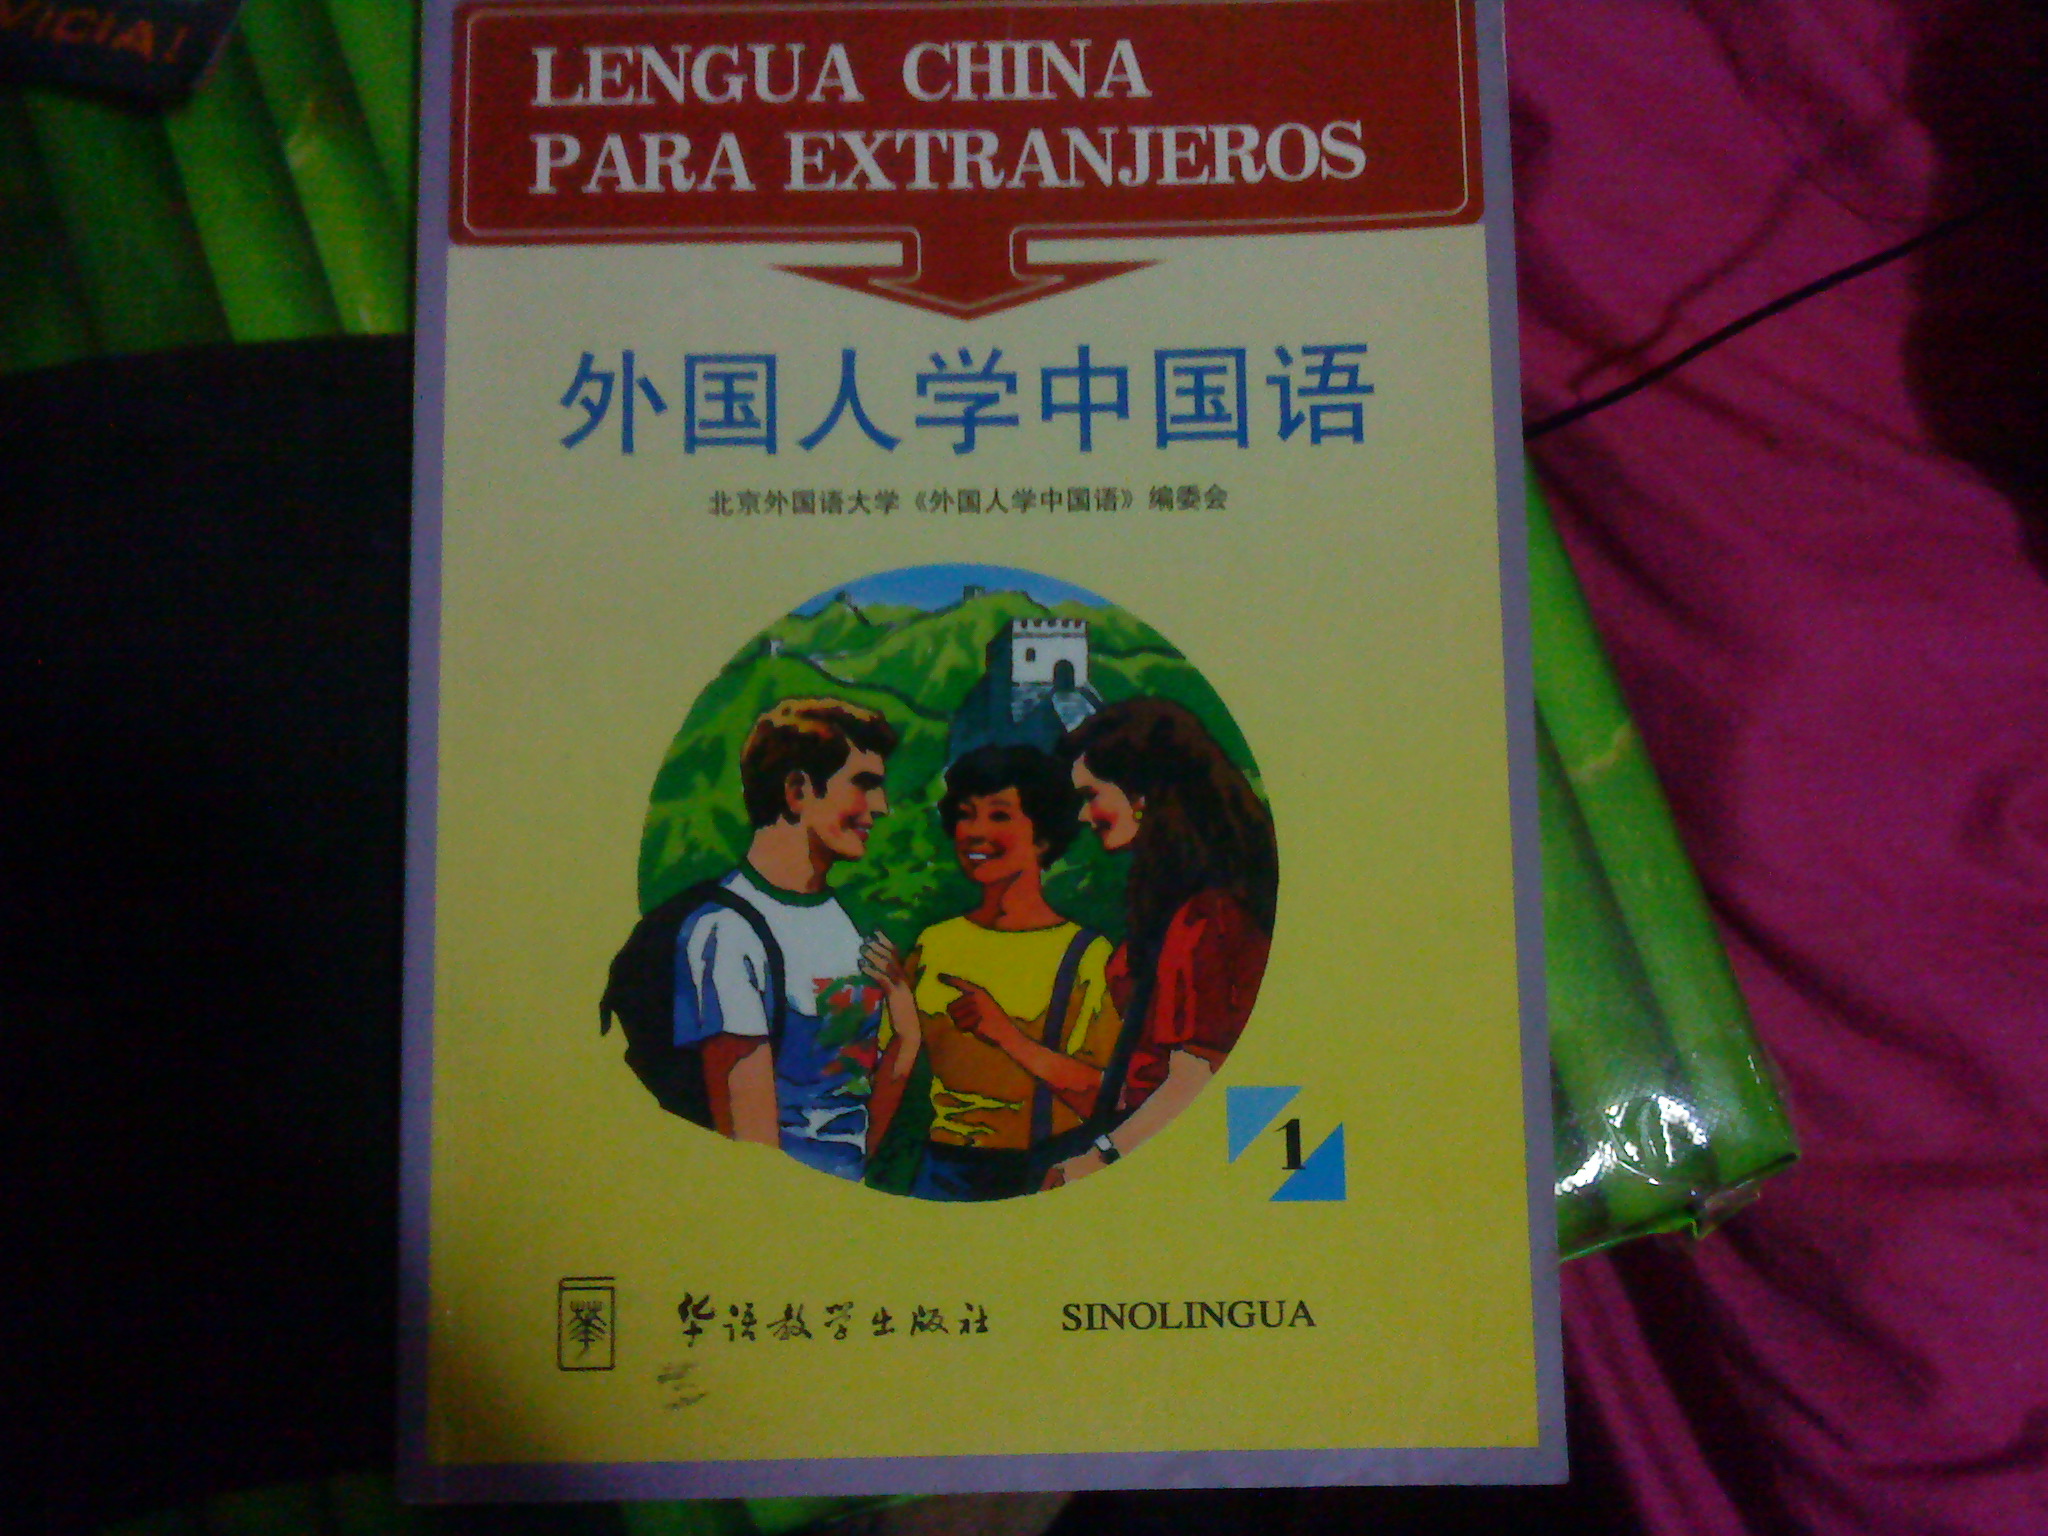 LENGUA CHINA
PARA EXTRANJEROS
外国人学中国语
北京外国语大学《外国人学中国语》编委会
1
华语教学出版社 SINOLINGUA